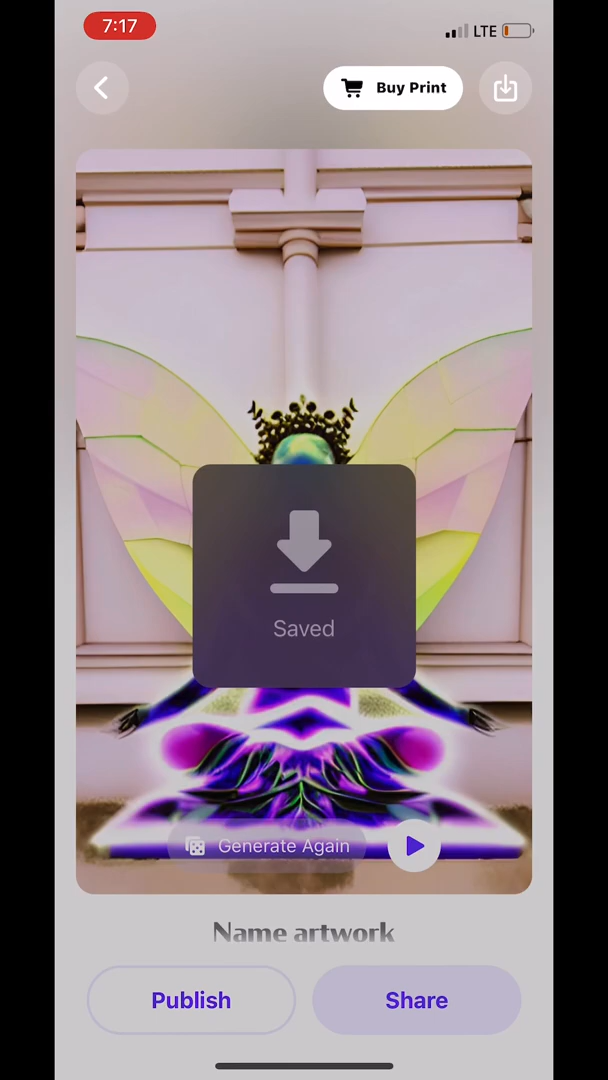 7:17
LTE
Buy Print
Saved
Generate Again
Name artwork
Publish
Share